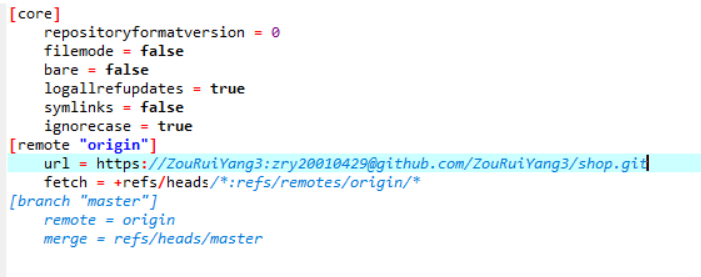 [core]
repositoryformatversion = 0
filemode = false
bare = false
logallrefupdates = true
symlinks = false
ignorecase = true
[remote "origin"]
url = https://ZouRuiYang3:zry20010429@github.com/ZouRuiYang3/shop.git
fetch = +refs/heads/*:refs/remotes/origin/*
[branch "master"]
remote = origin
merge = refs/heads/master